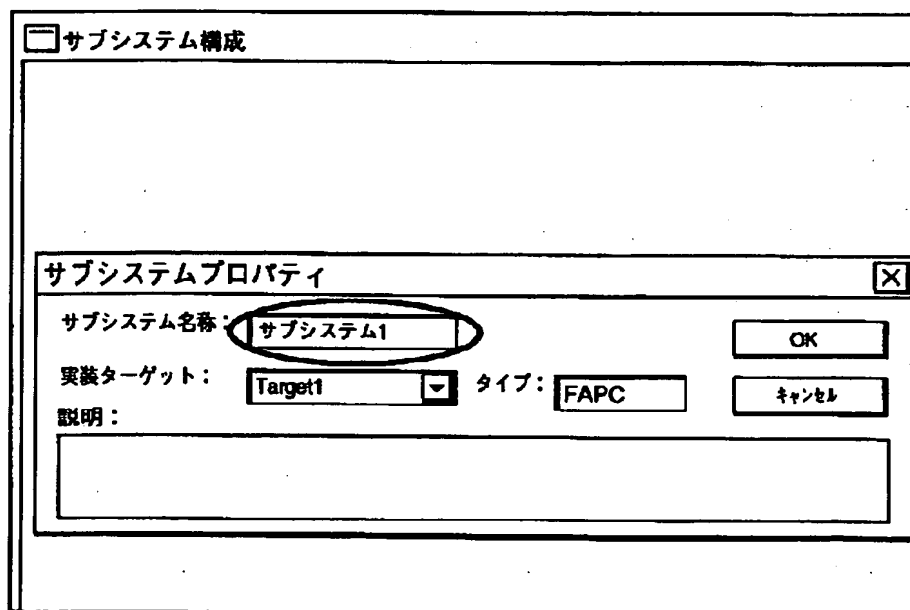 サブシステム構成
サブシステムプロパティ
サブシステム名称： サブシステム1 OK
実装ターゲット： Target1 タイプ： FAPC キャンセル
説明：